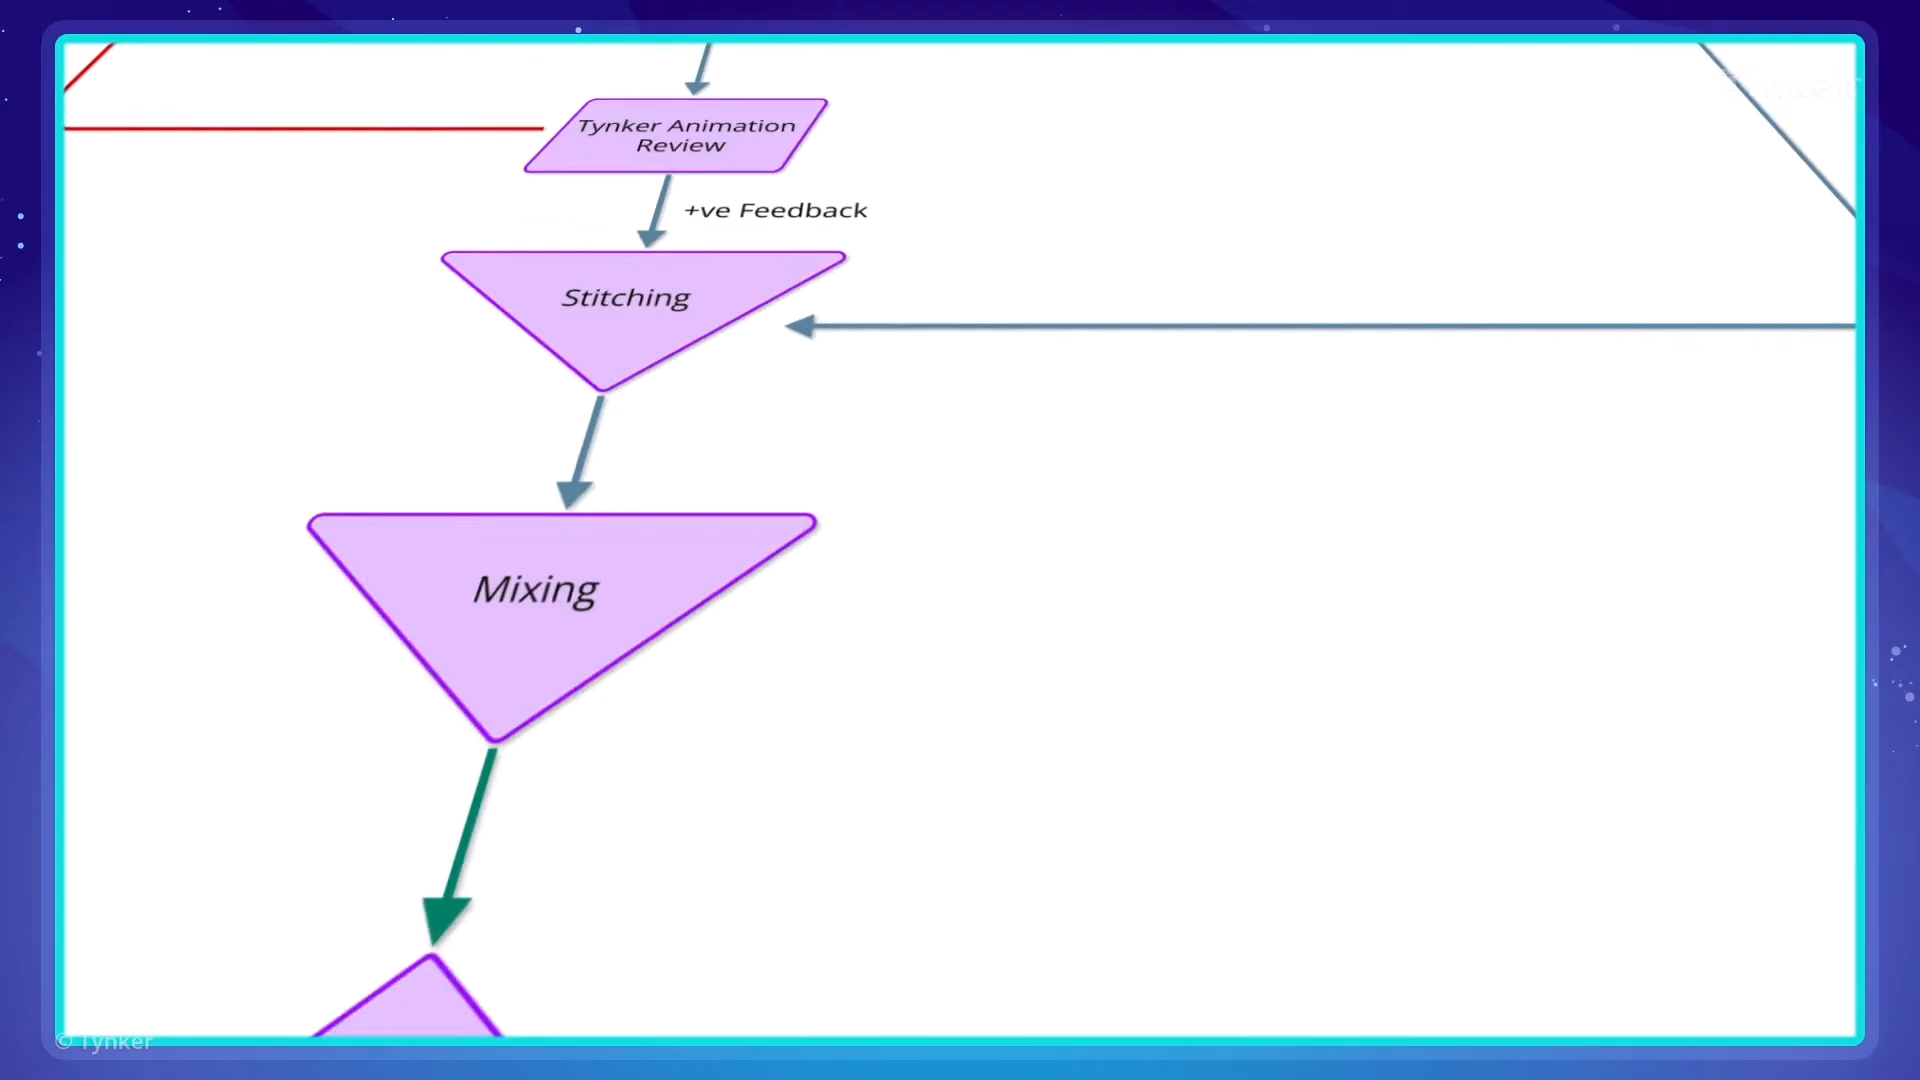 Tynker Animation
Review
+ve Feedback
Stitching
Mixing
© Tynker